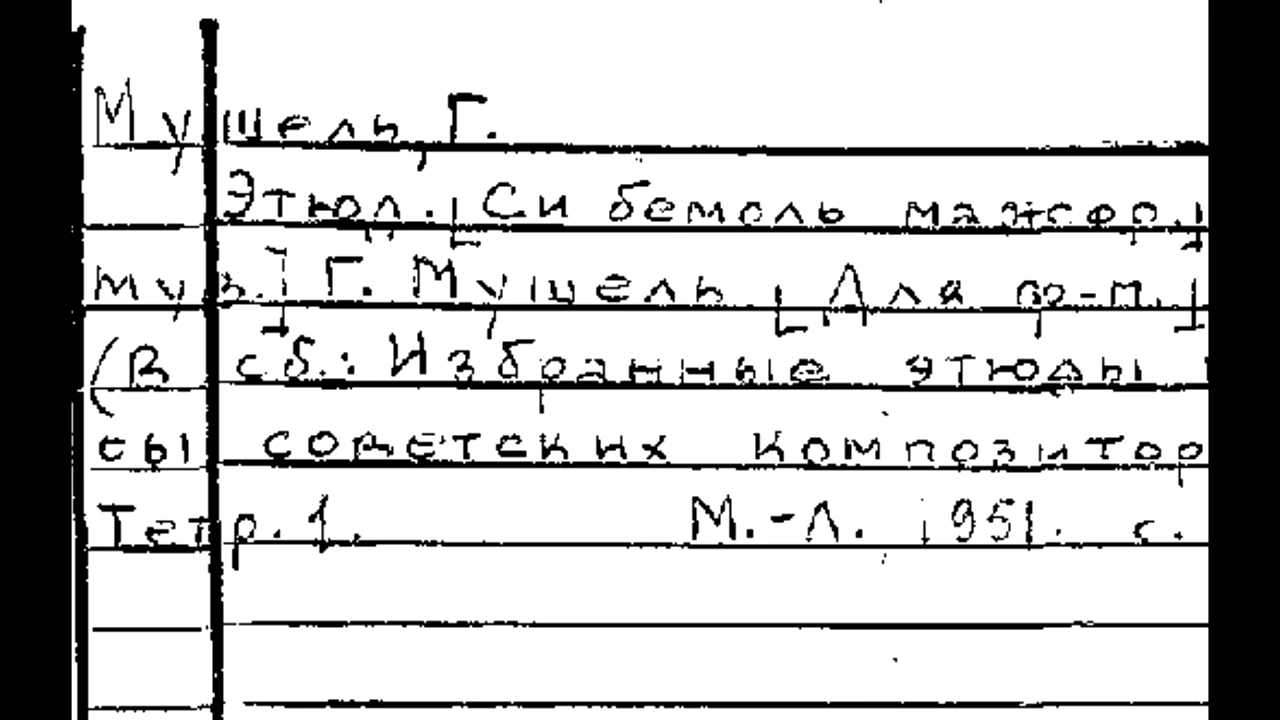 Мушель, Г.
Этюд. [Си бемоль мажор.]
муз.] Г. Мушель [Для ф-п.]
(В сб.: Избранные этюды
сы советских композитор
Тетр. 1. М.-Л. 1951. с.